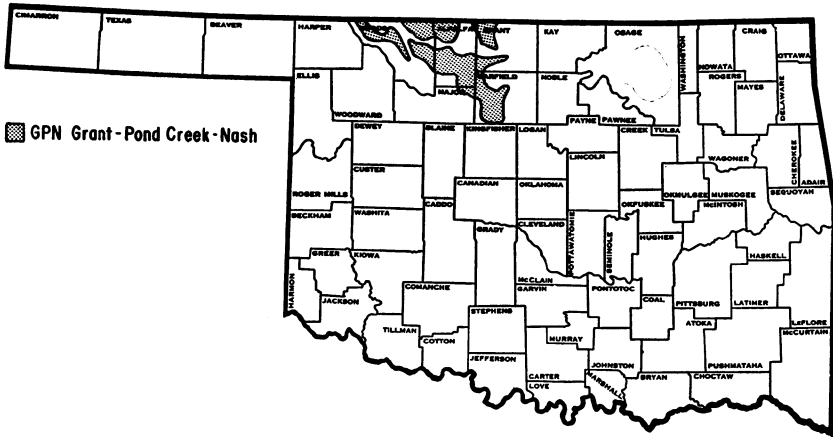 CIMARRON
TEXAS
BEAVER
HARPER
KAY
OSAGE
WASHINGTON
NOWATA
CRAIG
OTTAWA
ELLIS
WOODWARD
MAJOR
GARFIELD
NOBLE
PAWNEE
ROGERS
MAYES
DELAWARE
GPN Grant-Pond Creek-Nash
DEWEY
BLAINE
KINGFISHER
LOGAN
PAYNE
CREEK
TULSA
WAGONER
CHEROKEE
ADAIR
ROGER MILLS
CUSTER
CANADIAN
OKLAHOMA
LINCOLN
OKFUSKEE
OKMULGEE
MUSKOGEE
McINTOSH
SEQUOYAH
BECKHAM
WASHITA
CADDO
GRADY
CLEVELAND
POTTAWATOMIE
SEMINOLE
HUGHES
HASKELL
GREER
KIOWA
HARMON
JACKSON
COMANCHE
McCLAIN
GARVIN
PONTOTOC
COAL
PITTSBURG
LATIMER
LeFLORE
TILLMAN
COTTON
STEPHENS
MURRAY
JOHNSTON
ATOKA
PUSHMATAHA
McCURTAIN
JEFFERSON
CARTER
LOVE
MARSHALL
BRYAN
CHOCTAW